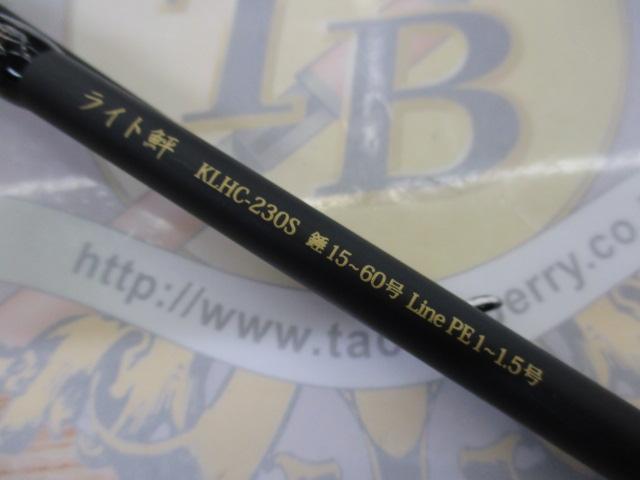 TB
ライト鮃 KLHC-230S 錘15~60号 Line PE1~1.5号
http://www.tac erry.co